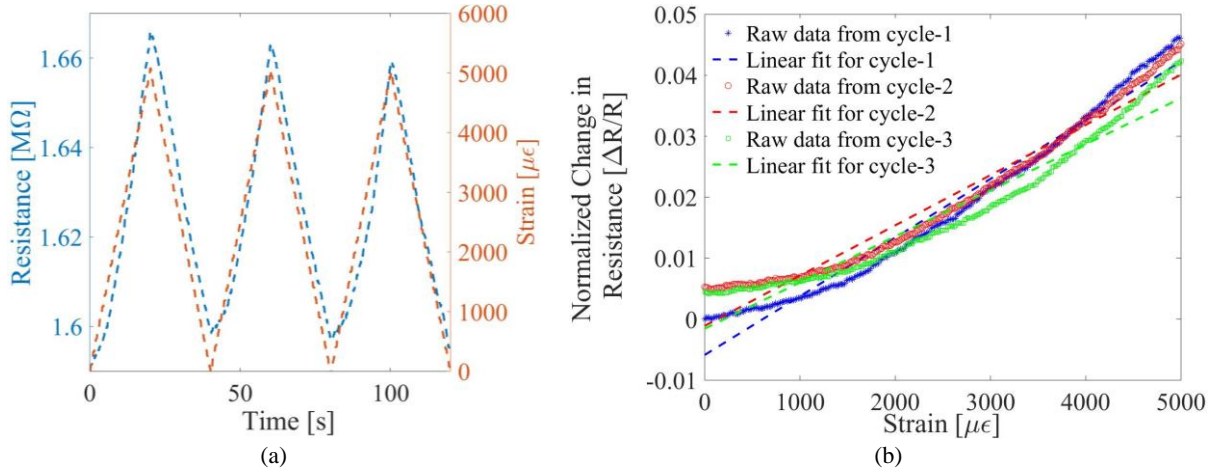 1.66
1.64
1.62
1.6
Resistance [MΩ]
6000
5000
4000
3000
2000
1000
0
Strain [με]
0
50
100
Time [s]
(a)
0.05
0.04
0.03
0.02
0.01
0
-0.01
Normalized Change in
Resistance [ΔR/R]
Raw data from cycle-1
Linear fit for cycle-1
Raw data from cycle-2
Linear fit for cycle-2
Raw data from cycle-3
Linear fit for cycle-3
0
1000
2000
3000
4000
5000
Strain [με]
(b)